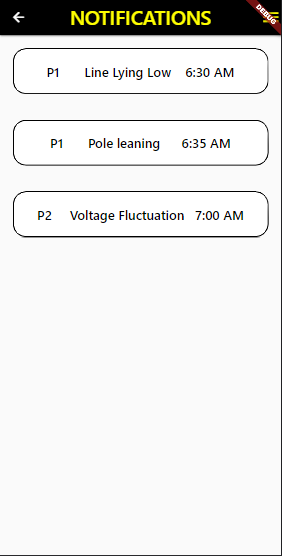 NOTIFICATIONS
DEBUG
P1 Line Lying Low 6:30 AM
P1 Pole leaning 6:35 AM
P2 Voltage Fluctuation 7:00 AM